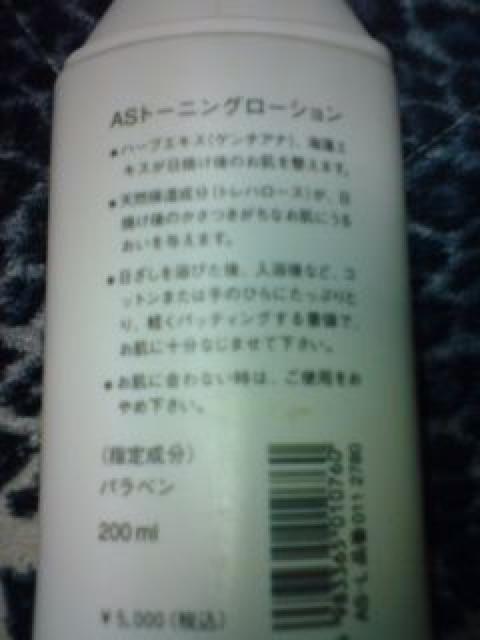 ASトーニングローション
●ハーブエキス(ゲンチアナ)、海藻エ
キスが日焼け後のお肌を整えます。
●天然保湿成分(トレハロース)が、日
焼け後のかさつきがちなお肌にうる
おいを与えます。
●日ざしを浴びた後、入浴後など、コ
ットンまたは手のひらにたっぷりと
り、軽くパッティングする要領で、
お肌に十分なじませて下さい。
●お肌に合わない時は、ご使用をお
やめ下さい。
(指定成分)
パラベン
200ml
¥5,000(税込)
AS-L 品番 011 2780